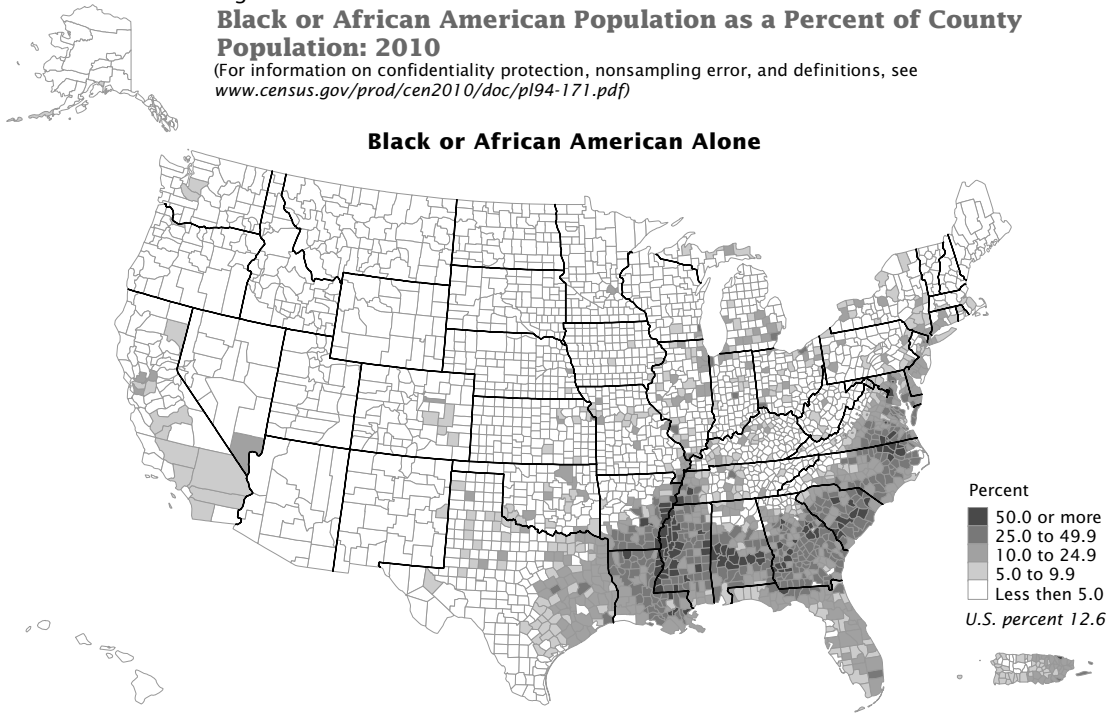 Black or African American Population as a Percent of County
Population: 2010
(For information on confidentiality protection, nonsampling error, and definitions, see
www.census.gov/prod/cen2010/doc/pl94-171.pdf)
Black or African American Alone
Percent
50.0 or more
25.0 to 49.9
10.0 to 24.9
5.0 to 9.9
Less then 5.0
U.S. percent 12.6